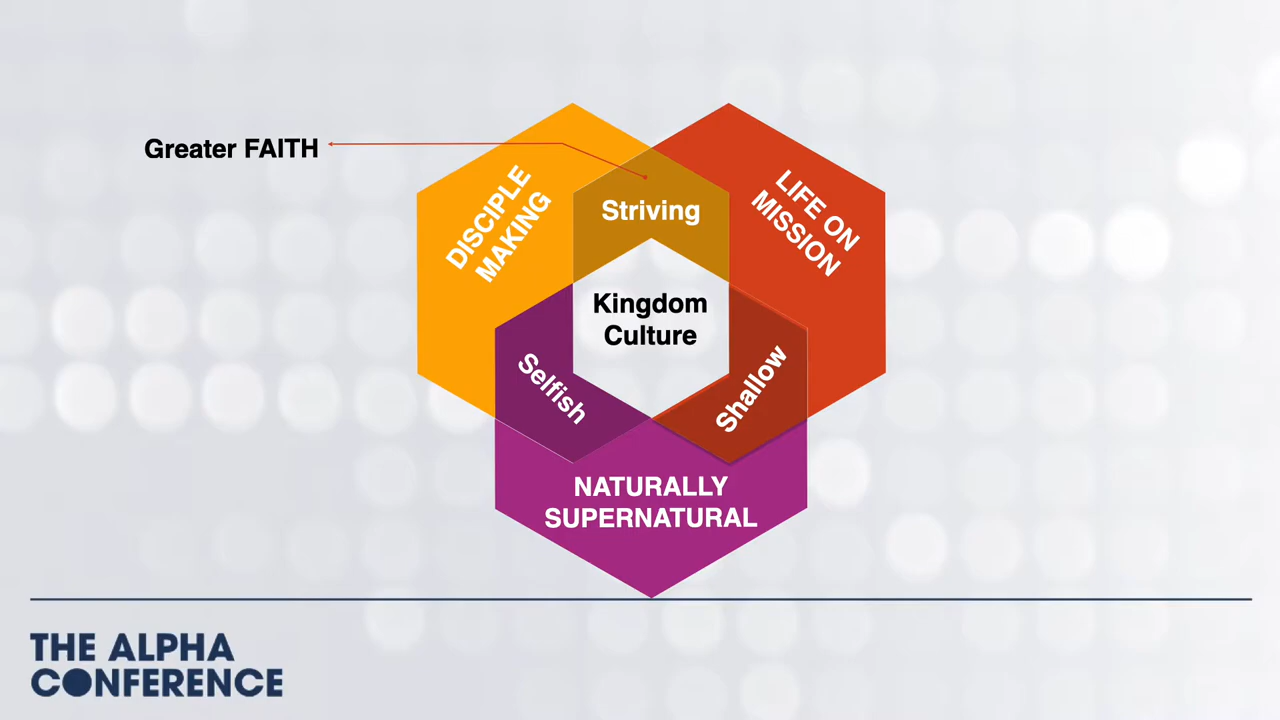 Greater FAITH
DISCIPLE
MAKING
LIFE ON
MISSION
Striving
Kingdom
Culture
Selfish
Shallow
NATURALLY
SUPERNATURAL
THE ALPHA
CONFERENCE